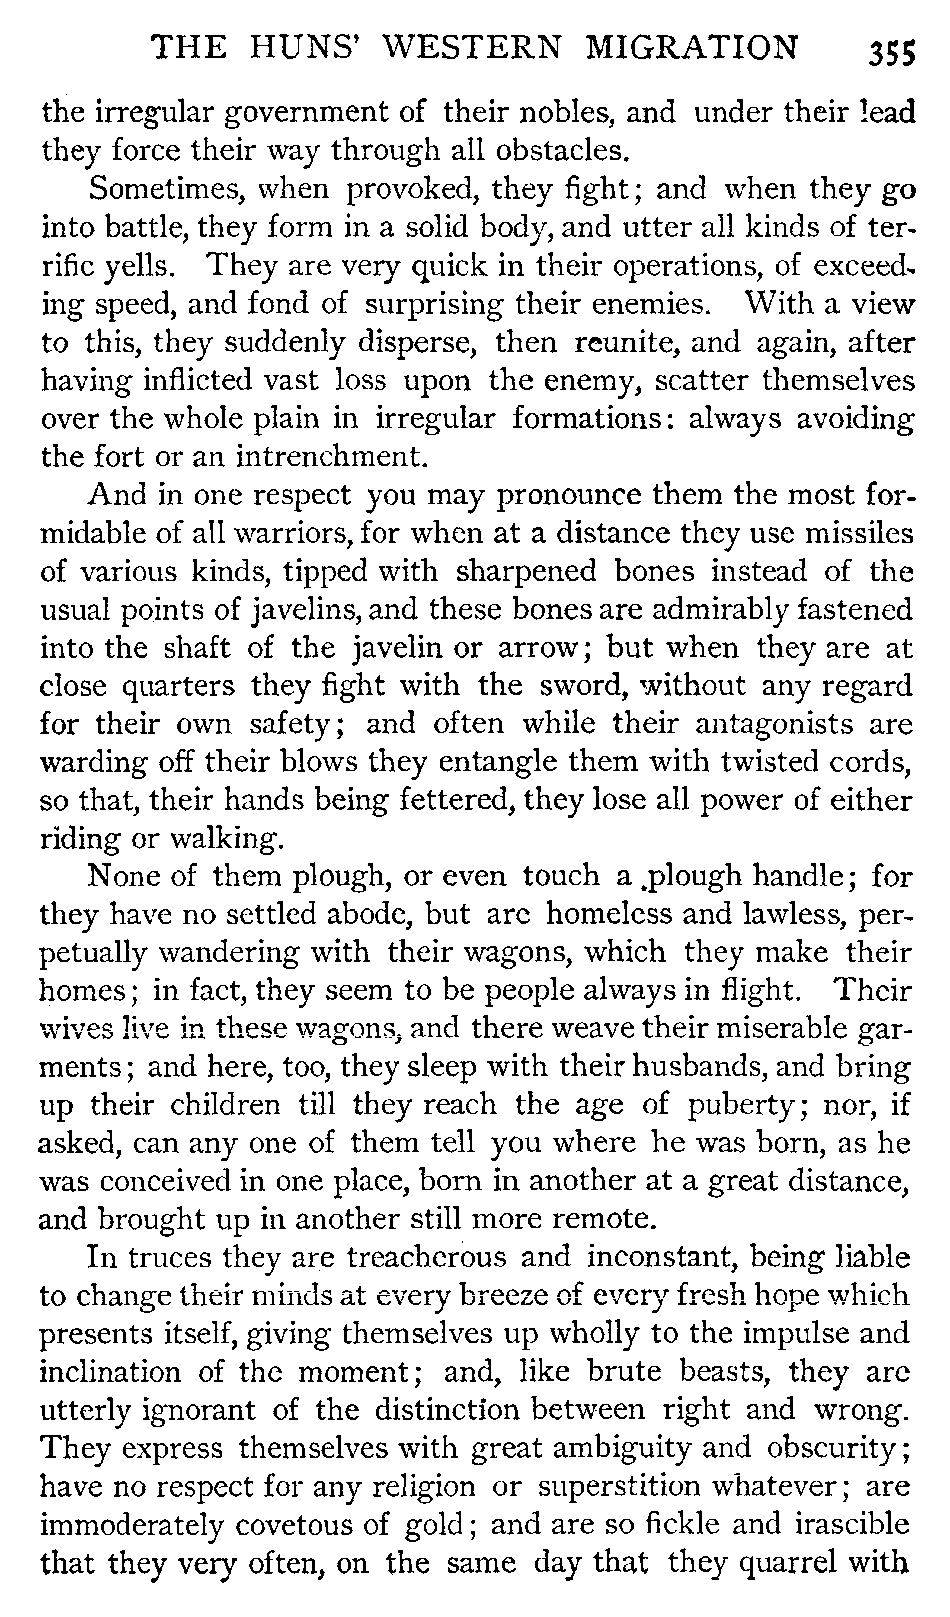 THE HUNS' WESTERN MIGRATION 355
the irregular government of their nobles, and under their lead
they force their way through all obstacles.
Sometimes, when provoked, they fight; and when they go
into battle, they form in a solid body, and utter all kinds of ter-
rific yells. They are very quick in their operations, of exceed-
ing speed, and fond of surprising their enemies. With a view
to this, they suddenly disperse, then reunite, and again, after
having inflicted vast loss upon the enemy, scatter themselves
over the whole plain in irregular formations: always avoiding
the fort or an intrenchment.
And in one respect you may pronounce them the most for-
midable of all warriors, for when at a distance they use missiles
of various kinds, tipped with sharpened bones instead of the
usual points of javelins, and these bones are admirably fastened
into the shaft of the javelin or arrow; but when they are at
close quarters they fight with the sword, without any regard
for their own safety; and often while their antagonists are
warding off their blows they entangle them with twisted cords,
so that, their hands being fettered, they lose all power of either
riding or walking.
None of them plough, or even touch a plough handle; for
they have no settled abode, but are homeless and lawless, per-
petually wandering with their wagons, which they make their
homes; in fact, they seem to be people always in flight. Their
wives live in these wagons, and there weave their miserable gar-
ments; and here, too, they sleep with their husbands, and bring
up their children till they reach the age of puberty; nor, if
asked, can any one of them tell you where he was born, as he
was conceived in one place, born in another at a great distance,
and brought up in another still more remote.
In truces they are treacherous and inconstant, being liable
to change their minds at every breeze of every fresh hope which
presents itself, giving themselves up wholly to the impulse and
inclination of the moment; and, like brute beasts, they are
utterly ignorant of the distinction between right and wrong.
They express themselves with great ambiguity and obscurity;
have no respect for any religion or superstition whatever; are
immoderately covetous of gold; and are so fickle and irascible
that they very often, on the same day that they quarrel with